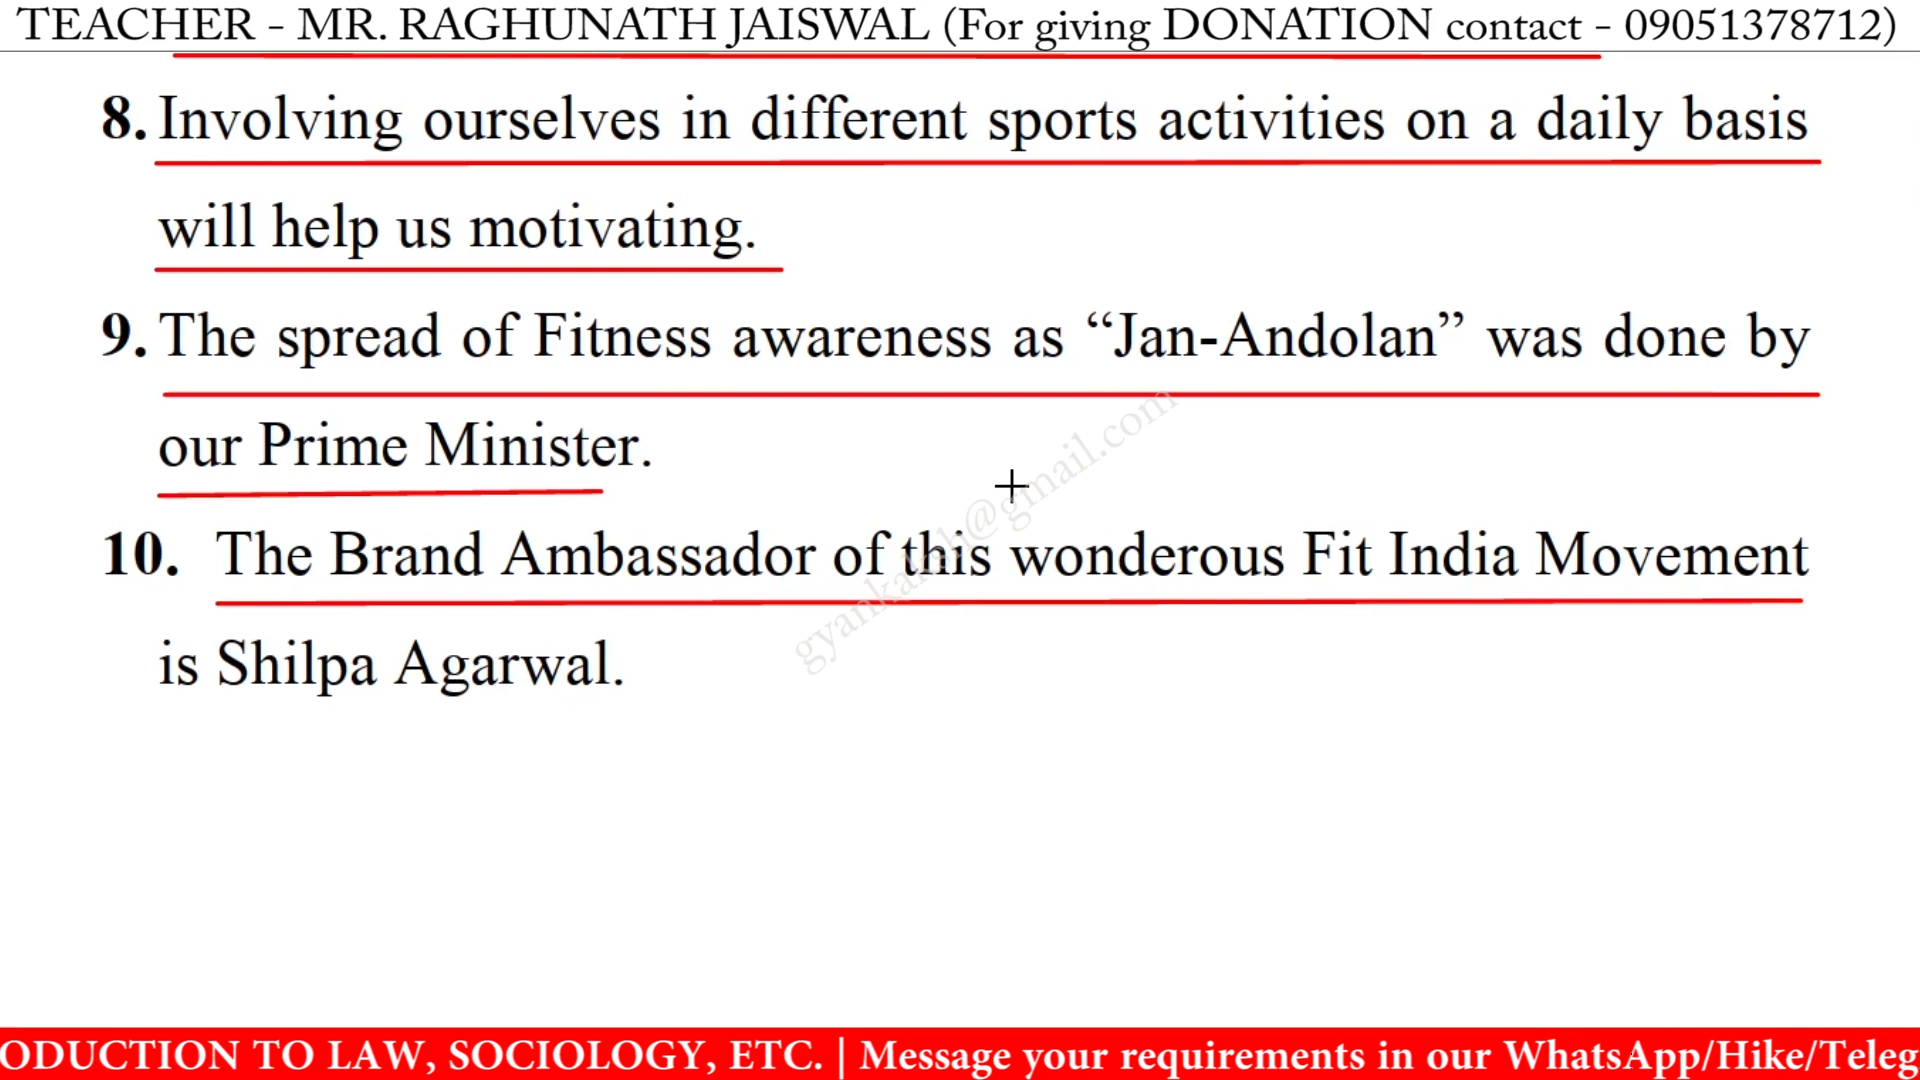 TEACHER - MR. RAGHUNATH JAISWAL (For giving DONATION contact - 09051378712)
8. Involving ourselves in different sports activities on a daily basis
will help us motivating.
9. The spread of Fitness awareness as “Jan-Andolan” was done by
our Prime Minister.
10. The Brand Ambassador of this wonderous Fit India Movement
is Shilpa Agarwal.
gyankaksh@gmail.com
ODUCTION TO LAW, SOCIOLOGY, ETC. | Message your requirements in our WhatsApp/Hike/Teleg